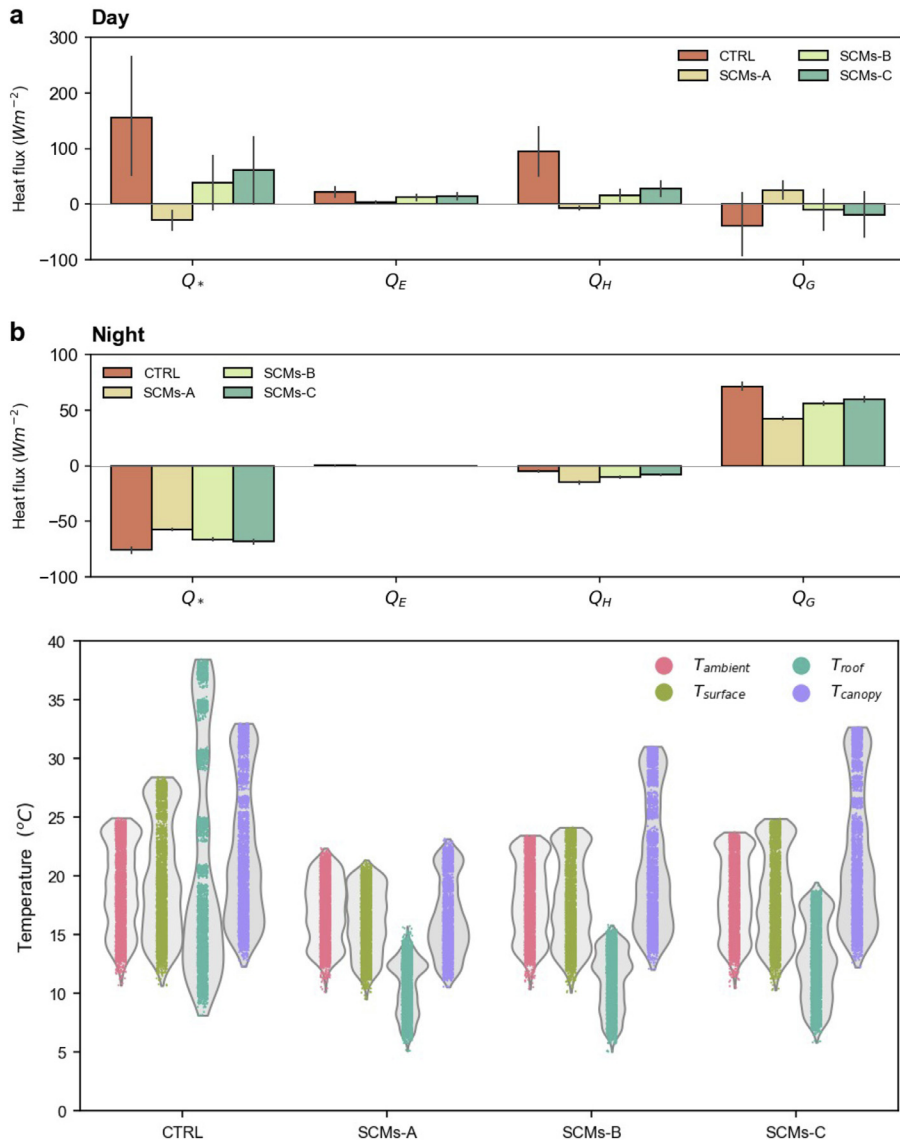 a Day
300
200
100
0
−100
Heat flux (Wm⁻²)
CTRL
SCMs-A
SCMs-B
SCMs-C
Q* QE QH QG
b Night
100
50
0
−50
−100
Heat flux (Wm⁻²)
CTRL
SCMs-A
SCMs-B
SCMs-C
Q* QE QH QG
40
35
30
25
20
15
10
5
0
Temperature (°C)
Tambient
Tsurface
Troof
Tcanopy
CTRL SCMs-A SCMs-B SCMs-C